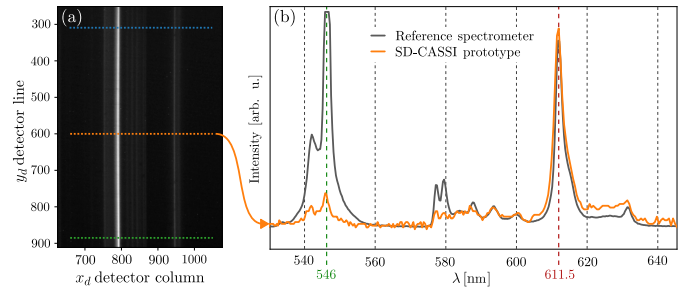 (a)
(b)
300
400
500
600
700
800
900
y_d detector line
700
800
900
1000
x_d detector column
Reference spectrometer
SD-CASSI prototype
Intensity [arb. u.]
540
560
580
600
620
640
546
611.5
λ [nm]